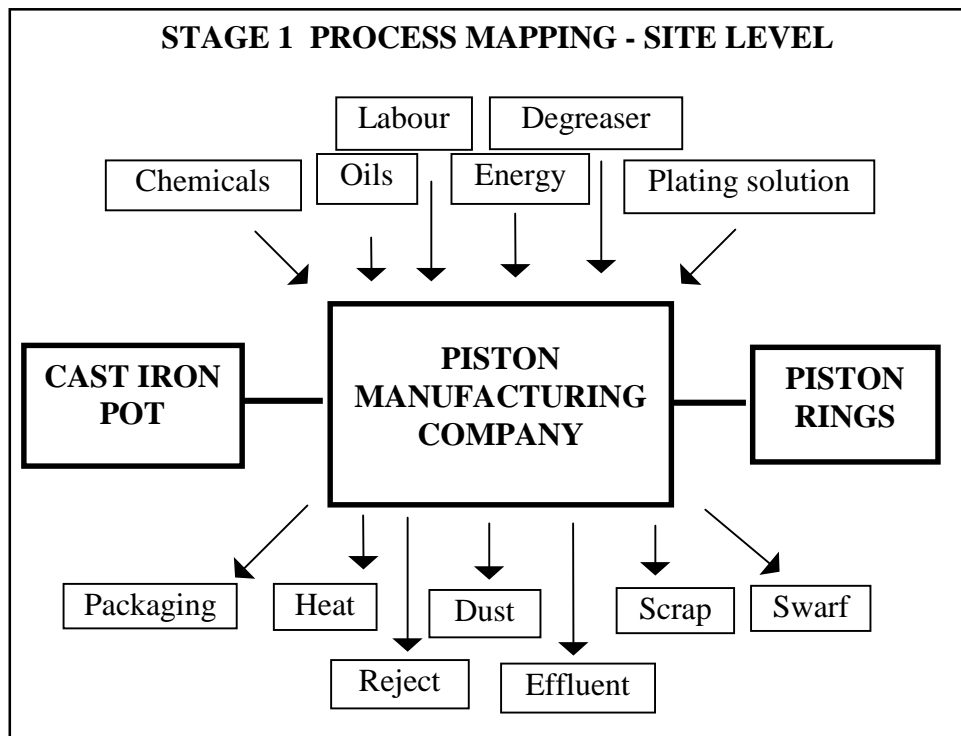 STAGE 1 PROCESS MAPPING - SITE LEVEL
Labour
Degreaser
Chemicals
Oils
Energy
Plating solution
CAST IRON
POT
PISTON
MANUFACTURING
COMPANY
PISTON
RINGS
Packaging
Heat
Dust
Scrap
Swarf
Reject
Effluent